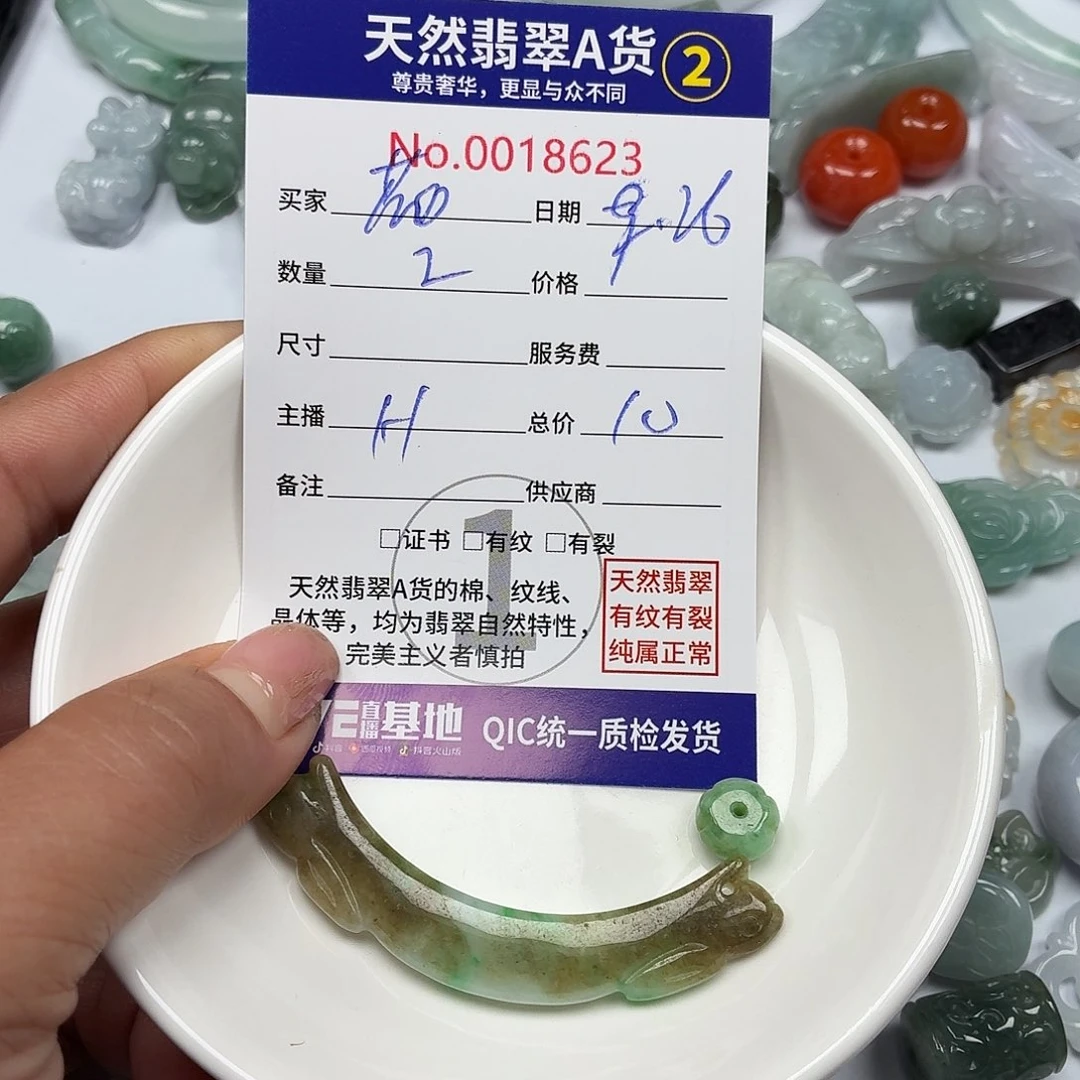 天然翡翠A货 2
尊贵奢华，更显与众不同
No.0018623
买家 日期 9.26
数量 2 价格
尺寸 服务费
主播 H 总价 10
备注 供应商
□证书 □有纹 □有裂
1
天然翡翠A货的棉、纹线、
晶体等，均为翡翠自然特性，
完美主义者慎拍
天然翡翠
有纹有裂
纯属正常
直播基地 QIC统一质检发货